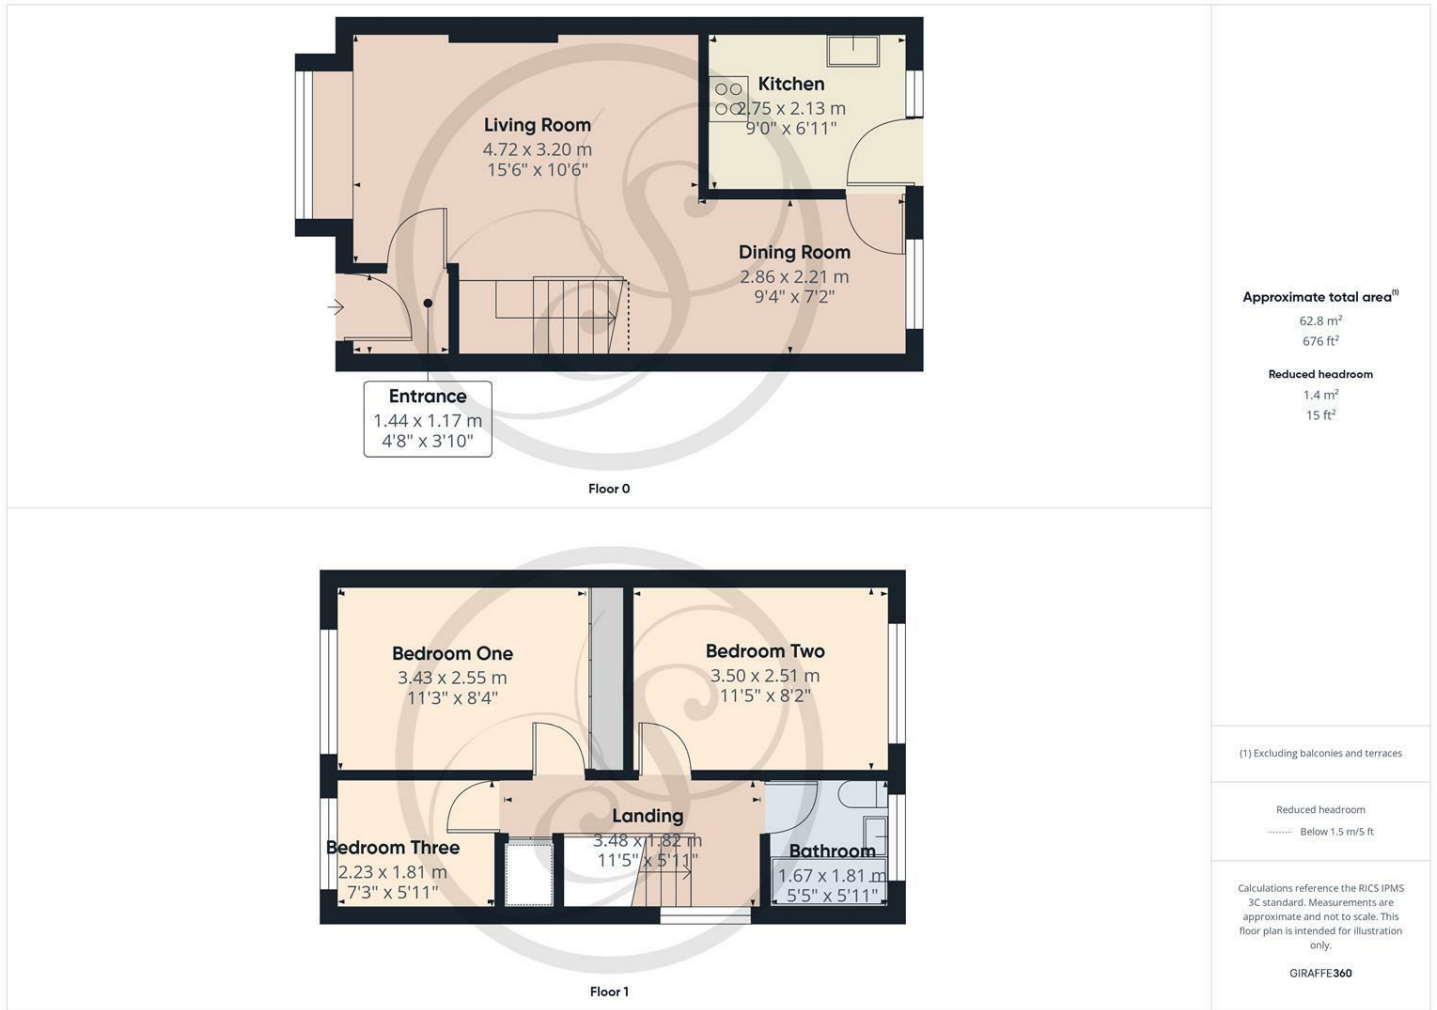 Kitchen
2.75 x 2.13 m
9'0" x 6'11"
Living Room
4.72 x 3.20 m
15'6" x 10'6"
Dining Room
2.86 x 2.21 m
9'4" x 7'2"
Entrance
1.44 x 1.17 m
4'8" x 3'10"
Floor 0
Bedroom One
3.43 x 2.55 m
11'3" x 8'4"
Bedroom Two
3.50 x 2.51 m
11'5" x 8'2"
Landing
3.48 x 1.82 m
11'5" x 5'11"
Bedroom Three
2.23 x 1.81 m
7'3" x 5'11"
Bathroom
1.67 x 1.81 m
5'5" x 5'11"
Floor 1
Approximate total area(1)
62.8 m²
676 ft²
Reduced headroom
1.4 m²
15 ft²
(1) Excluding balconies and terraces
Reduced headroom
Below 1.5 m/5 ft
Calculations reference the RICS IPMS
3C standard. Measurements are
approximate and not to scale. This
floor plan is intended for illustration
only.
GIRAFFE360